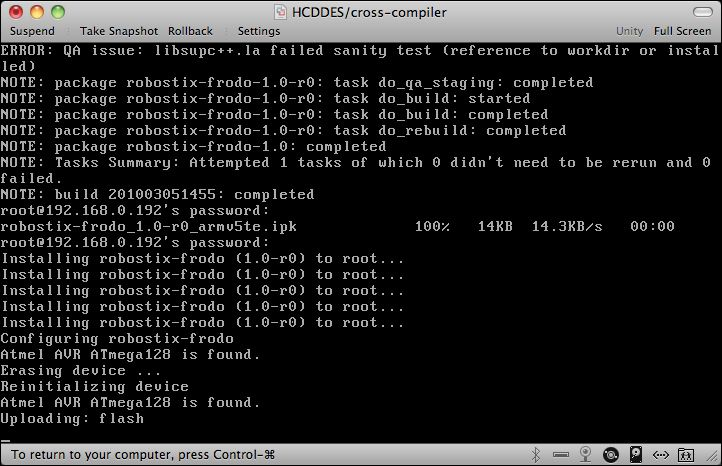 HCDDES/cross-compiler
Suspend Take Snapshot Rollback Settings Unity Full Screen
ERROR: QA issue: libsupc++.la failed sanity test (reference to workdir or instal
led)
NOTE: package robostix-frodo-1.0-r0: task do_qa_staging: completed
NOTE: package robostix-frodo-1.0-r0: task do_build: started
NOTE: package robostix-frodo-1.0-r0: task do_build: completed
NOTE: package robostix-frodo-1.0-r0: task do_rebuild: completed
NOTE: package robostix-frodo-1.0: completed
NOTE: Tasks Summary: Attempted 1 tasks of which 0 didn't need to be rerun and 0
failed.
NOTE: build 201003051455: completed
root@192.168.0.192's password:
robostix-frodo_1.0-r0_armv5te.ipk 100% 14KB 14.3KB/s 00:00
root@192.168.0.192's password:
Installing robostix-frodo (1.0-r0) to root...
Installing robostix-frodo (1.0-r0) to root...
Installing robostix-frodo (1.0-r0) to root...
Installing robostix-frodo (1.0-r0) to root...
Installing robostix-frodo (1.0-r0) to root...
Configuring robostix-frodo
Atmel AVR ATmega128 is found.
Erasing device ...
Reinitializing device
Atmel AVR ATmega128 is found.
Uploading: flash
_
To return to your computer, press Control-⌘